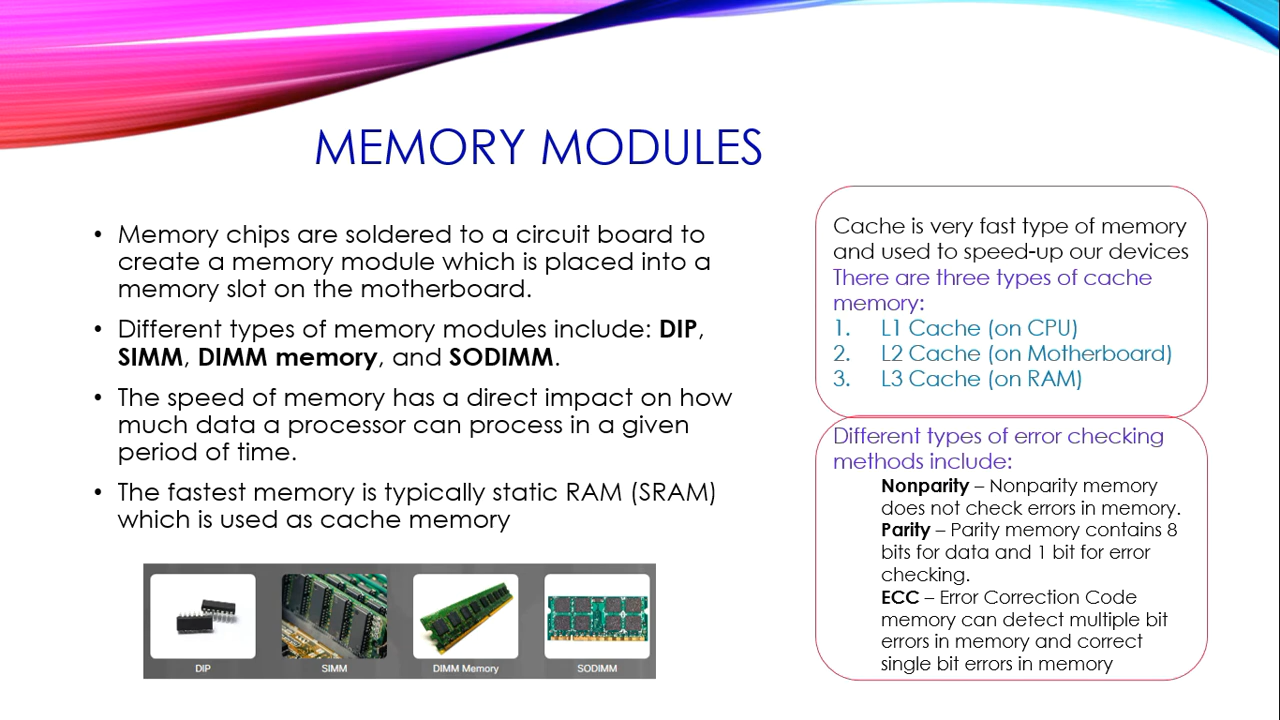 MEMORY MODULES
• Memory chips are soldered to a circuit board to
create a memory module which is placed into a
memory slot on the motherboard.
• Different types of memory modules include: DIP,
SIMM, DIMM memory, and SODIMM.
• The speed of memory has a direct impact on how
much data a processor can process in a given
period of time.
• The fastest memory is typically static RAM (SRAM)
which is used as cache memory
DIP
SIMM
DIMM Memory
SODIMM
Cache is very fast type of memory
and used to speed-up our devices
There are three types of cache
memory:
1. L1 Cache (on CPU)
2. L2 Cache (on Motherboard)
3. L3 Cache (on RAM)
Different types of error checking
methods include:
Nonparity – Nonparity memory
does not check errors in memory.
Parity – Parity memory contains 8
bits for data and 1 bit for error
checking.
ECC – Error Correction Code
memory can detect multiple bit
errors in memory and correct
single bit errors in memory